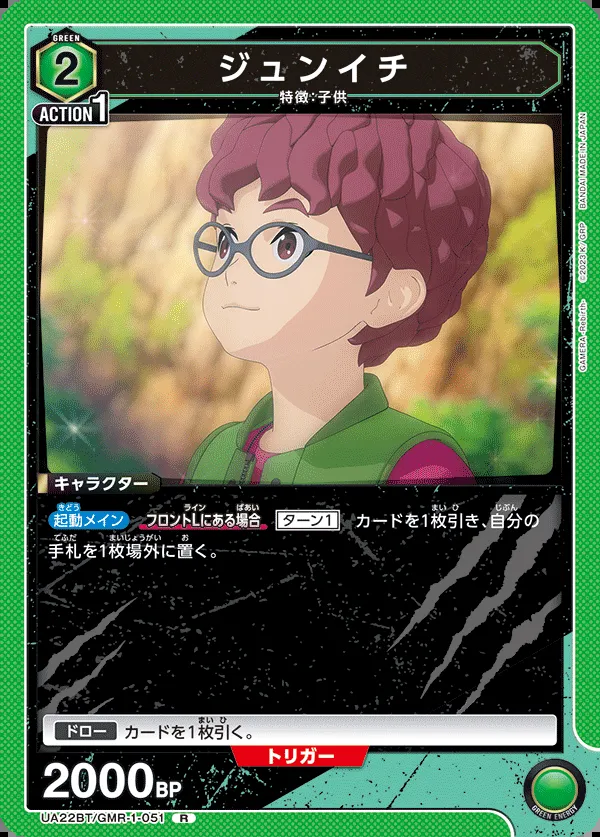 GREEN
2
ACTION 1
ジュンイチ
特徴:子供
GAMERA -Rebirth- ©2023 K / GRP BANDAI MADE IN JAPAN
キャラクター
起動メイン フロントLにある場合 ターン1 カードを1枚引き、自分の
手札を1枚場外に置く。
ドロー カードを1枚引く。
トリガー
2000BP
GREEN ENERGY
UA22BT/GMR-1-051 R